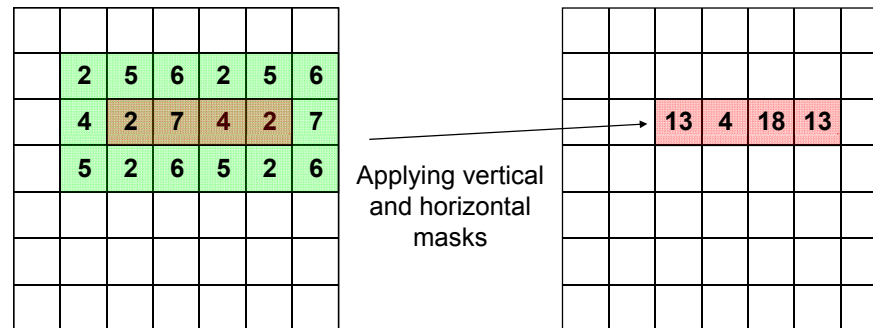 2 5 6 2 5 6
4 2 7 4 2 7
5 2 6 5 2 6
Applying vertical
and horizontal
masks
13 4 18 13